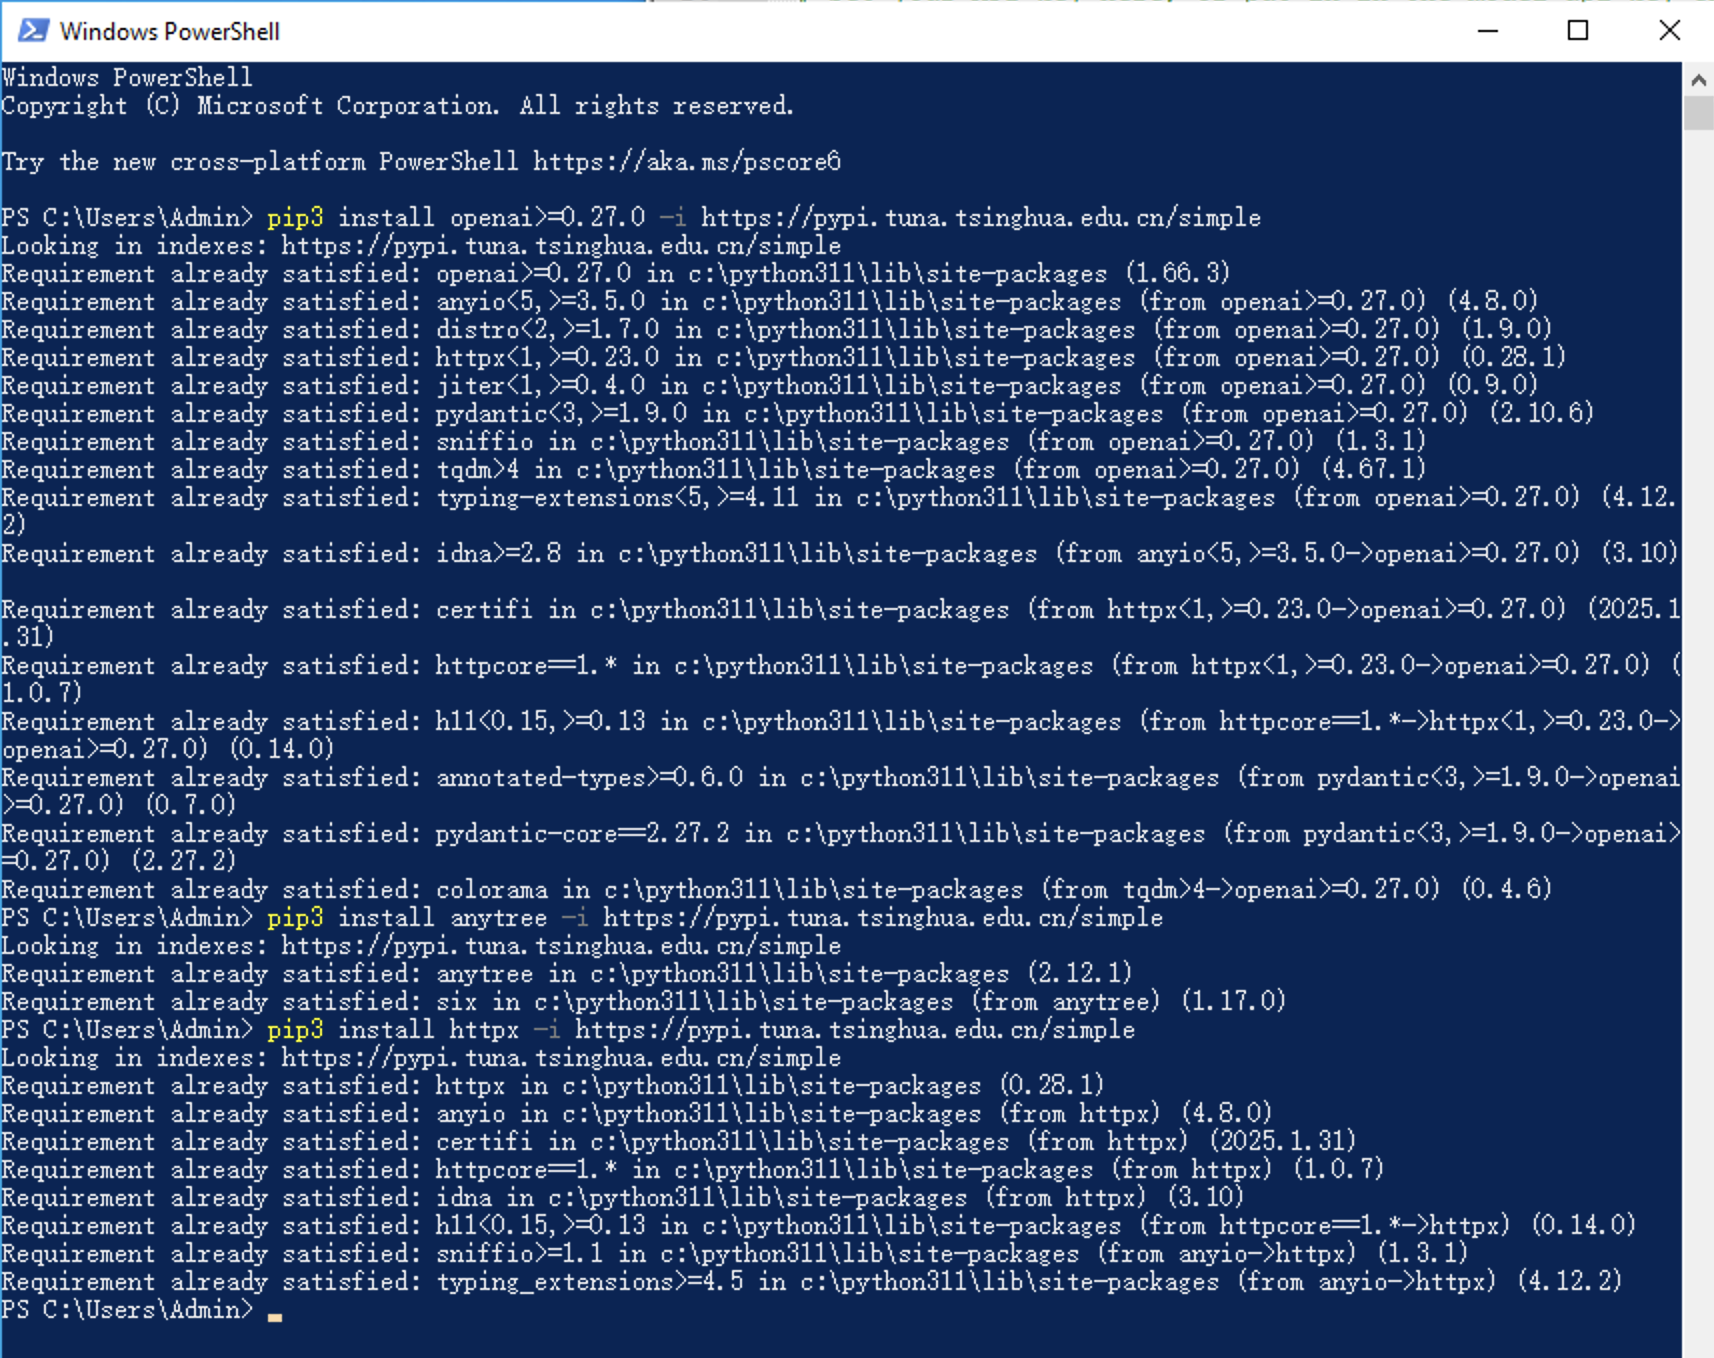 Windows PowerShell
Windows PowerShell
Copyright (C) Microsoft Corporation. All rights reserved.
Try the new cross-platform PowerShell https://aka.ms/pscore6
PS C:\Users\Admin> pip3 install openai>=0.27.0 -i https://pypi.tuna.tsinghua.edu.cn/simple
Looking in indexes: https://pypi.tuna.tsinghua.edu.cn/simple
Requirement already satisfied: openai>=0.27.0 in c:\python311\lib\site-packages (1.66.3)
Requirement already satisfied: anyio<5,>=3.5.0 in c:\python311\lib\site-packages (from openai>=0.27.0) (4.8.0)
Requirement already satisfied: distro<2,>=1.7.0 in c:\python311\lib\site-packages (from openai>=0.27.0) (1.9.0)
Requirement already satisfied: httpx<1,>=0.23.0 in c:\python311\lib\site-packages (from openai>=0.27.0) (0.28.1)
Requirement already satisfied: jiter<1,>=0.4.0 in c:\python311\lib\site-packages (from openai>=0.27.0) (0.9.0)
Requirement already satisfied: pydantic<3,>=1.9.0 in c:\python311\lib\site-packages (from openai>=0.27.0) (2.10.6)
Requirement already satisfied: sniffio in c:\python311\lib\site-packages (from openai>=0.27.0) (1.3.1)
Requirement already satisfied: tqdm>4 in c:\python311\lib\site-packages (from openai>=0.27.0) (4.67.1)
Requirement already satisfied: typing-extensions<5,>=4.11 in c:\python311\lib\site-packages (from openai>=0.27.0) (4.12.
2)
Requirement already satisfied: idna>=2.8 in c:\python311\lib\site-packages (from anyio<5,>=3.5.0->openai>=0.27.0) (3.10)
Requirement already satisfied: certifi in c:\python311\lib\site-packages (from httpx<1,>=0.23.0->openai>=0.27.0) (2025.1
.31)
Requirement already satisfied: httpcore==1.* in c:\python311\lib\site-packages (from httpx<1,>=0.23.0->openai>=0.27.0) (
1.0.7)
Requirement already satisfied: h11<0.15,>=0.13 in c:\python311\lib\site-packages (from httpcore==1.*->httpx<1,>=0.23.0->
openai>=0.27.0) (0.14.0)
Requirement already satisfied: annotated-types>=0.6.0 in c:\python311\lib\site-packages (from pydantic<3,>=1.9.0->openai
>=0.27.0) (0.7.0)
Requirement already satisfied: pydantic-core==2.27.2 in c:\python311\lib\site-packages (from pydantic<3,>=1.9.0->openai>
=0.27.0) (2.27.2)
Requirement already satisfied: colorama in c:\python311\lib\site-packages (from tqdm>4->openai>=0.27.0) (0.4.6)
PS C:\Users\Admin> pip3 install anytree -i https://pypi.tuna.tsinghua.edu.cn/simple
Looking in indexes: https://pypi.tuna.tsinghua.edu.cn/simple
Requirement already satisfied: anytree in c:\python311\lib\site-packages (2.12.1)
Requirement already satisfied: six in c:\python311\lib\site-packages (from anytree) (1.17.0)
PS C:\Users\Admin> pip3 install httpx -i https://pypi.tuna.tsinghua.edu.cn/simple
Looking in indexes: https://pypi.tuna.tsinghua.edu.cn/simple
Requirement already satisfied: httpx in c:\python311\lib\site-packages (0.28.1)
Requirement already satisfied: anyio in c:\python311\lib\site-packages (from httpx) (4.8.0)
Requirement already satisfied: certifi in c:\python311\lib\site-packages (from httpx) (2025.1.31)
Requirement already satisfied: httpcore==1.* in c:\python311\lib\site-packages (from httpx) (1.0.7)
Requirement already satisfied: idna in c:\python311\lib\site-packages (from httpx) (3.10)
Requirement already satisfied: h11<0.15,>=0.13 in c:\python311\lib\site-packages (from httpcore==1.*->httpx) (0.14.0)
Requirement already satisfied: sniffio>=1.1 in c:\python311\lib\site-packages (from anyio->httpx) (1.3.1)
Requirement already satisfied: typing_extensions>=4.5 in c:\python311\lib\site-packages (from anyio->httpx) (4.12.2)
PS C:\Users\Admin>